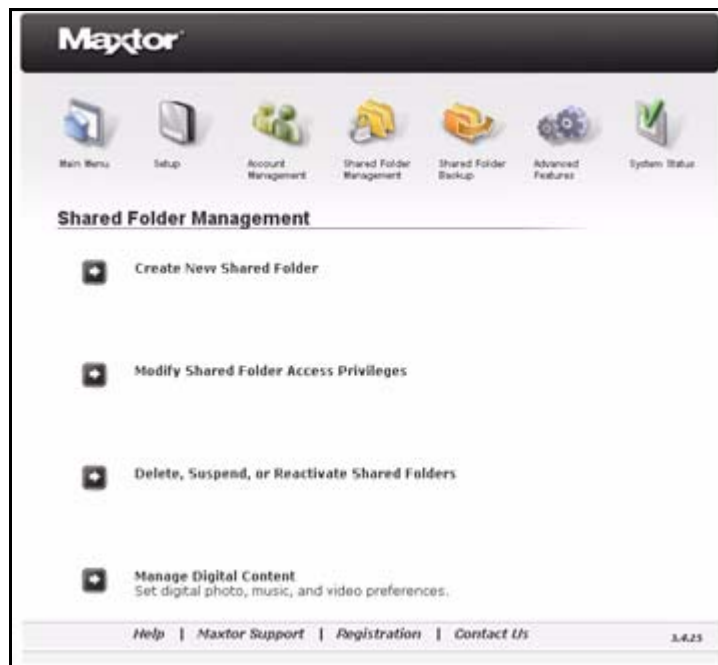 Maxtor
Main Menu
Setup
Account Management
Shared Folder Management
Shared Folder Backup
Advanced Features
System Status
Shared Folder Management
Create New Shared Folder
Modify Shared Folder Access Privileges
Delete, Suspend, or Reactivate Shared Folders
Manage Digital Content
Set digital photo, music, and video preferences.
Help | Maxtor Support | Registration | Contact Us
3.4.25